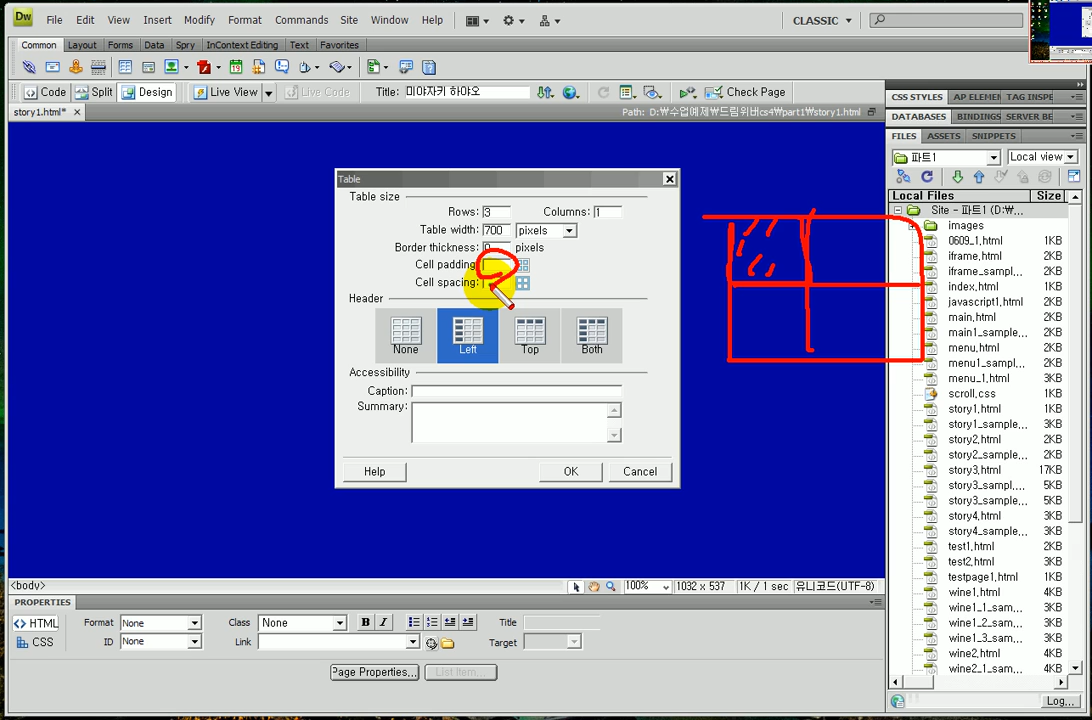 Dw File Edit View Insert Modify Format Commands Site Window Help CLASSIC
Common Layout Forms Data Spry InContext Editing Text Favorites
Code Split Design Live View Live Code Title: 미야자키 하야오 Check Page
story1.html* Path: D:₩수업예제₩드림위버cs4₩part1₩story1.html
CSS STYLES AP ELEMEN TAG INSPE
DATABASES BINDINGS SERVER BE
FILES ASSETS SNIPPETS
파트1 Local view
Local Files Size
Site - 파트1 (D:₩...
images
0609_1.html 1KB
iframe.html 2KB
iframe_sampl... 2KB
index.html 1KB
javascript1.html 1KB
main.html 1KB
main1_sample... 2KB
menu.html 2KB
menu1_sampl... 2KB
menu_1.html 3KB
scroll.css 1KB
story1.html 1KB
story1_sample... 3KB
story2.html 2KB
story2_sample... 2KB
story3.html 17KB
story3_sampl... 5KB
story3_sample... 5KB
story4.html 3KB
story4_sample... 3KB
test1.html 2KB
test2.html 3KB
testpage1.html 2KB
wine1.html 4KB
wine1_1_sam... 3KB
wine1_2_sam... 3KB
wine1_3_sam... 3KB
wine2.html 4KB
wine2_1_sam... 4KB
Log...
Table
Table size
Rows: 3 Columns: 1
Table width: 700 pixels
Border thickness: 0 pixels
Cell padding:
Cell spacing:
Header
None Left Top Both
Accessibility
Caption:
Summary:
Help OK Cancel
<body> 100% 1032 x 537 1K / 1 sec 유니코드(UTF-8)
PROPERTIES
<> HTML Format None Class None B I Title
CSS ID None Link Target
Page Properties... List Item...